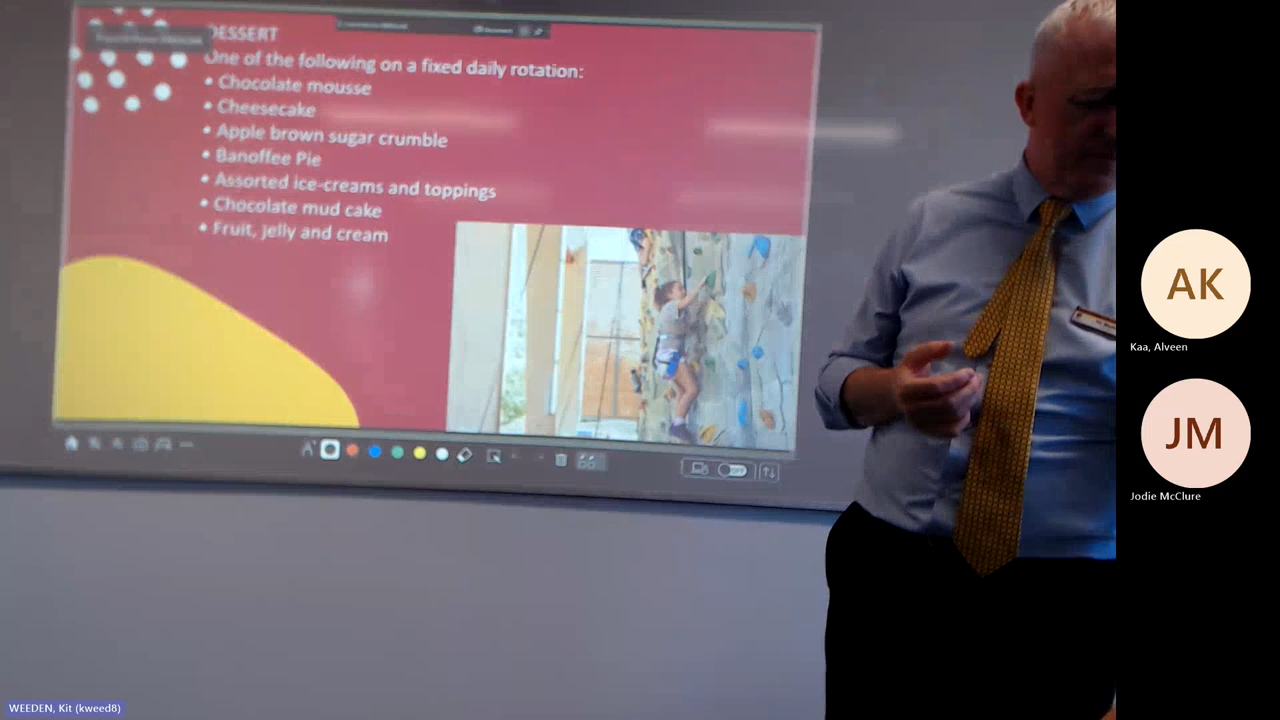 DESSERT
One of the following on a fixed daily rotation:
• Chocolate mousse
• Cheesecake
• Apple brown sugar crumble
• Banoffee Pie
• Assorted ice-creams and toppings
• Chocolate mud cake
• Fruit, Jelly and cream
OFF
AK
Kaa, Alveen
JM
Jodie McClure
WEEDEN, Kit (kweed8)